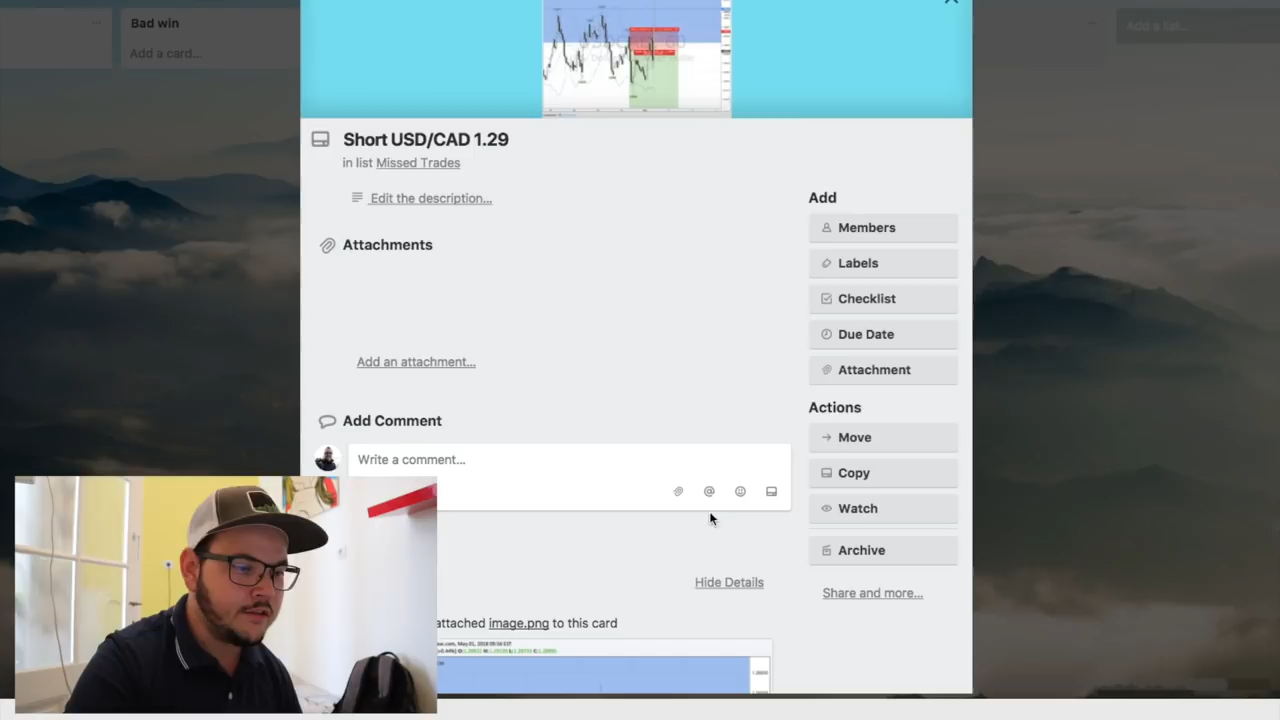 Bad win
Add a card...
Add a list...
Short USD/CAD 1.29
in list Missed Trades
Edit the description...
Attachments
Add an attachment...
Add Comment
Write a comment...
Hide Details
attached image.png to this card
Add
Members
Labels
Checklist
Due Date
Attachment
Actions
Move
Copy
Watch
Archive
Share and more...